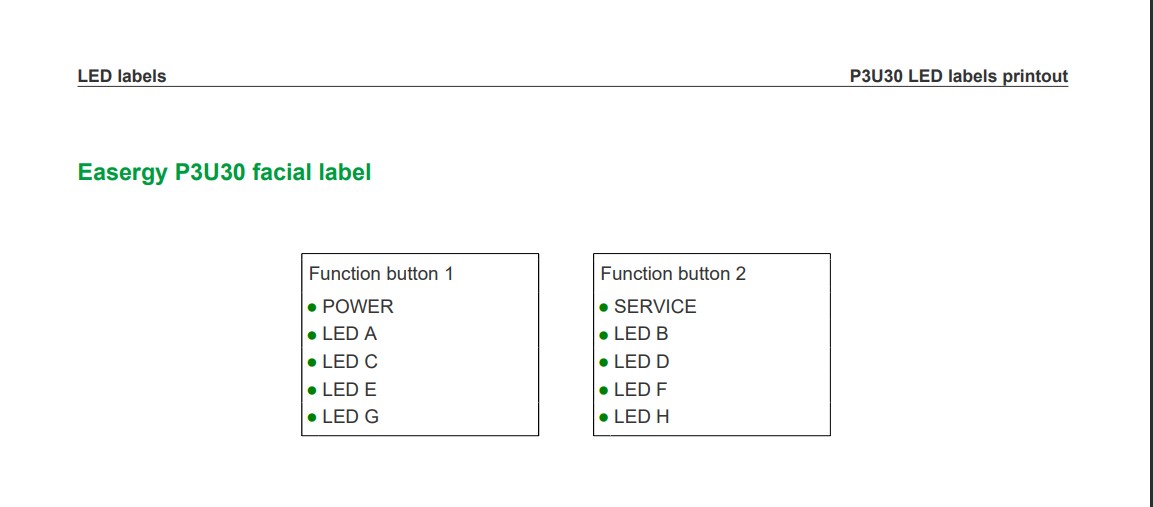 LED labels
P3U30 LED labels printout
Easergy P3U30 facial label
Function button 1
● POWER
● LED A
● LED C
● LED E
● LED G
Function button 2
● SERVICE
● LED B
● LED D
● LED F
● LED H